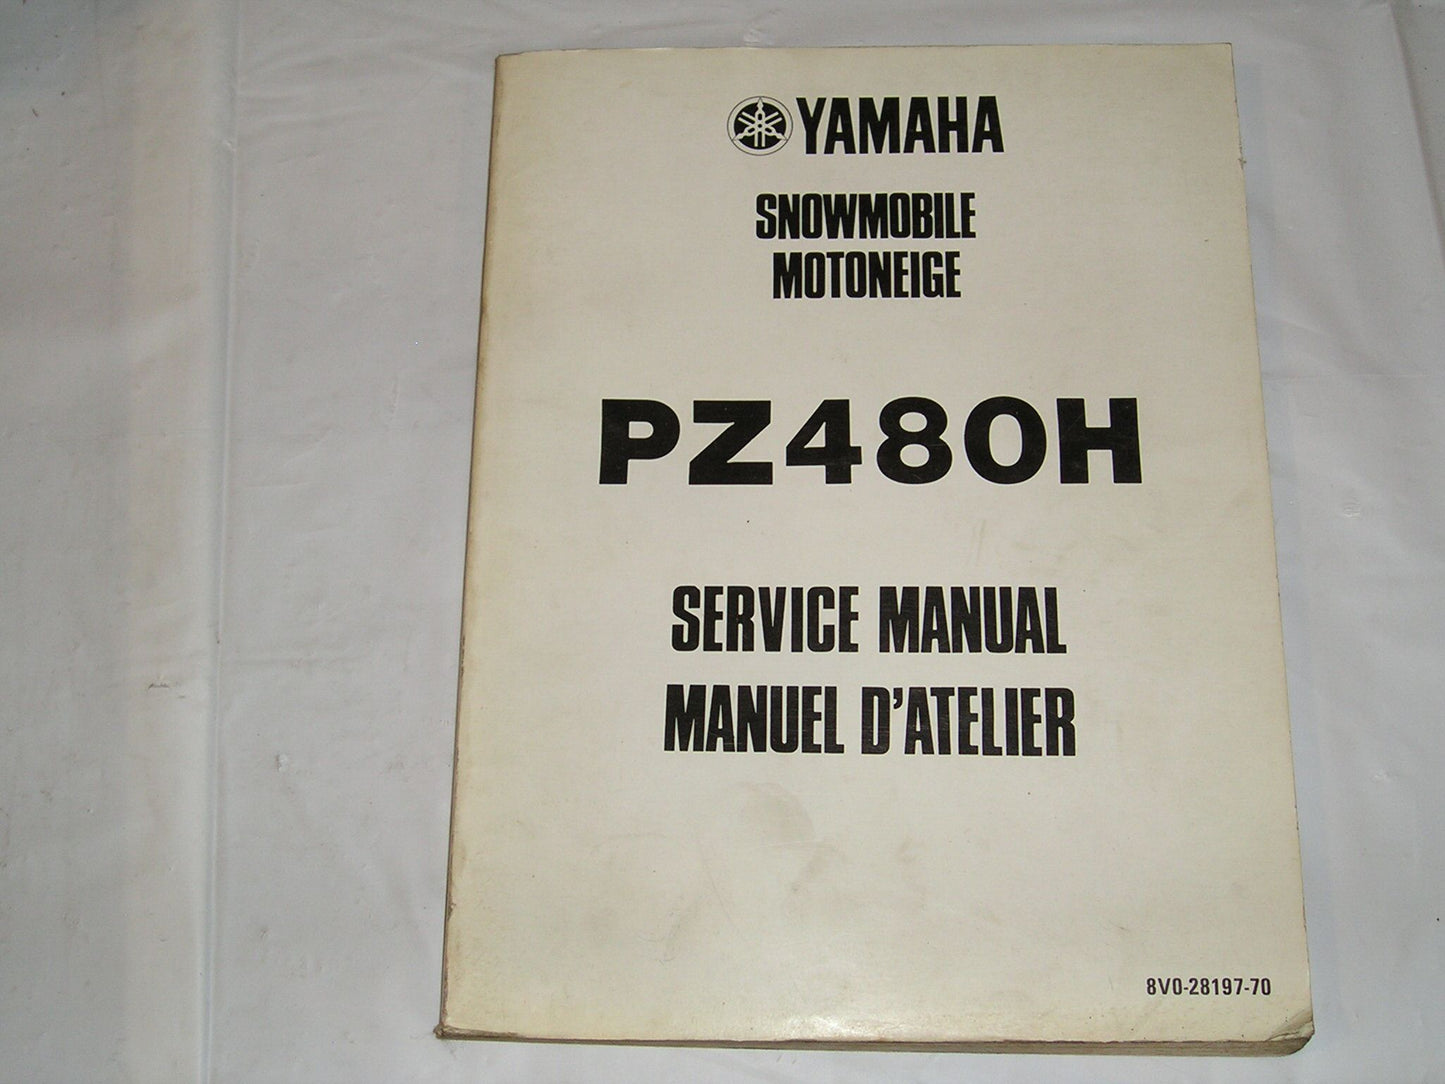 YAMAHA
SNOWMOBILE
MOTONEIGE
PZ480H
SERVICE MANUAL
MANUEL D'ATELIER
8V0-28197-70